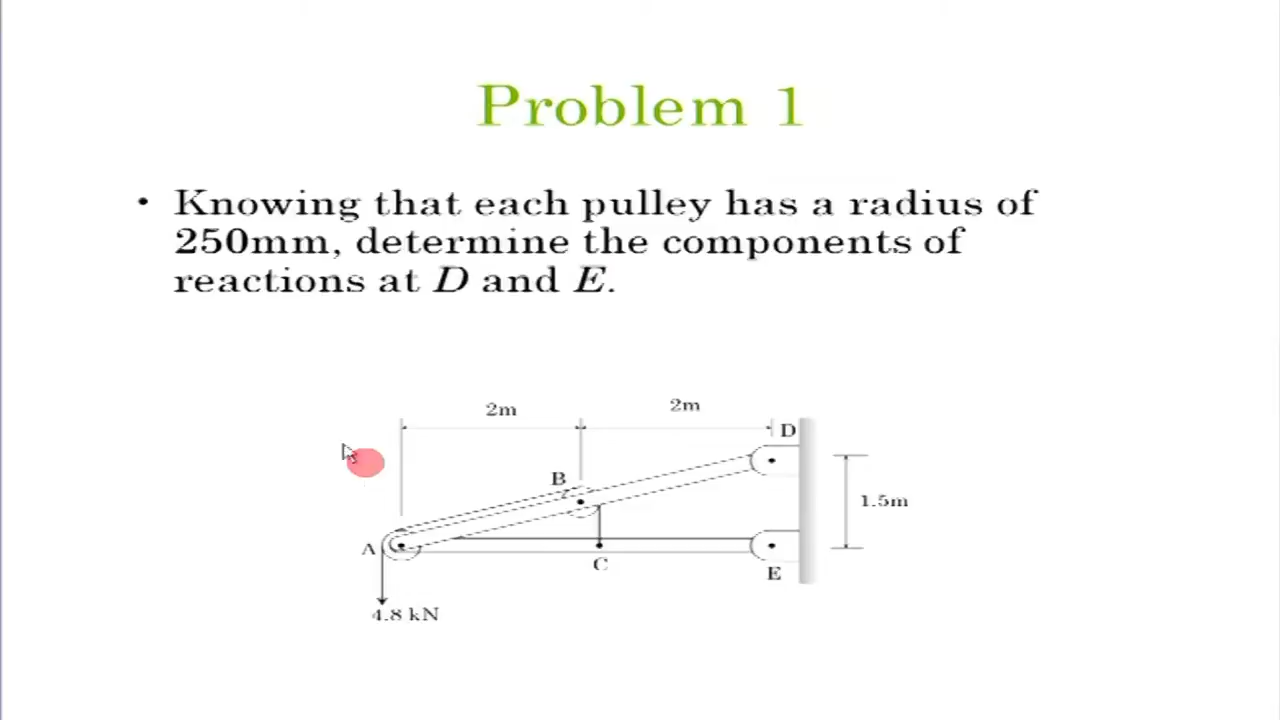 Problem 1
• Knowing that each pulley has a radius of
250mm, determine the components of
reactions at D and E.
2m 2m
D
B
1.5m
A
C
E
4.8 kN